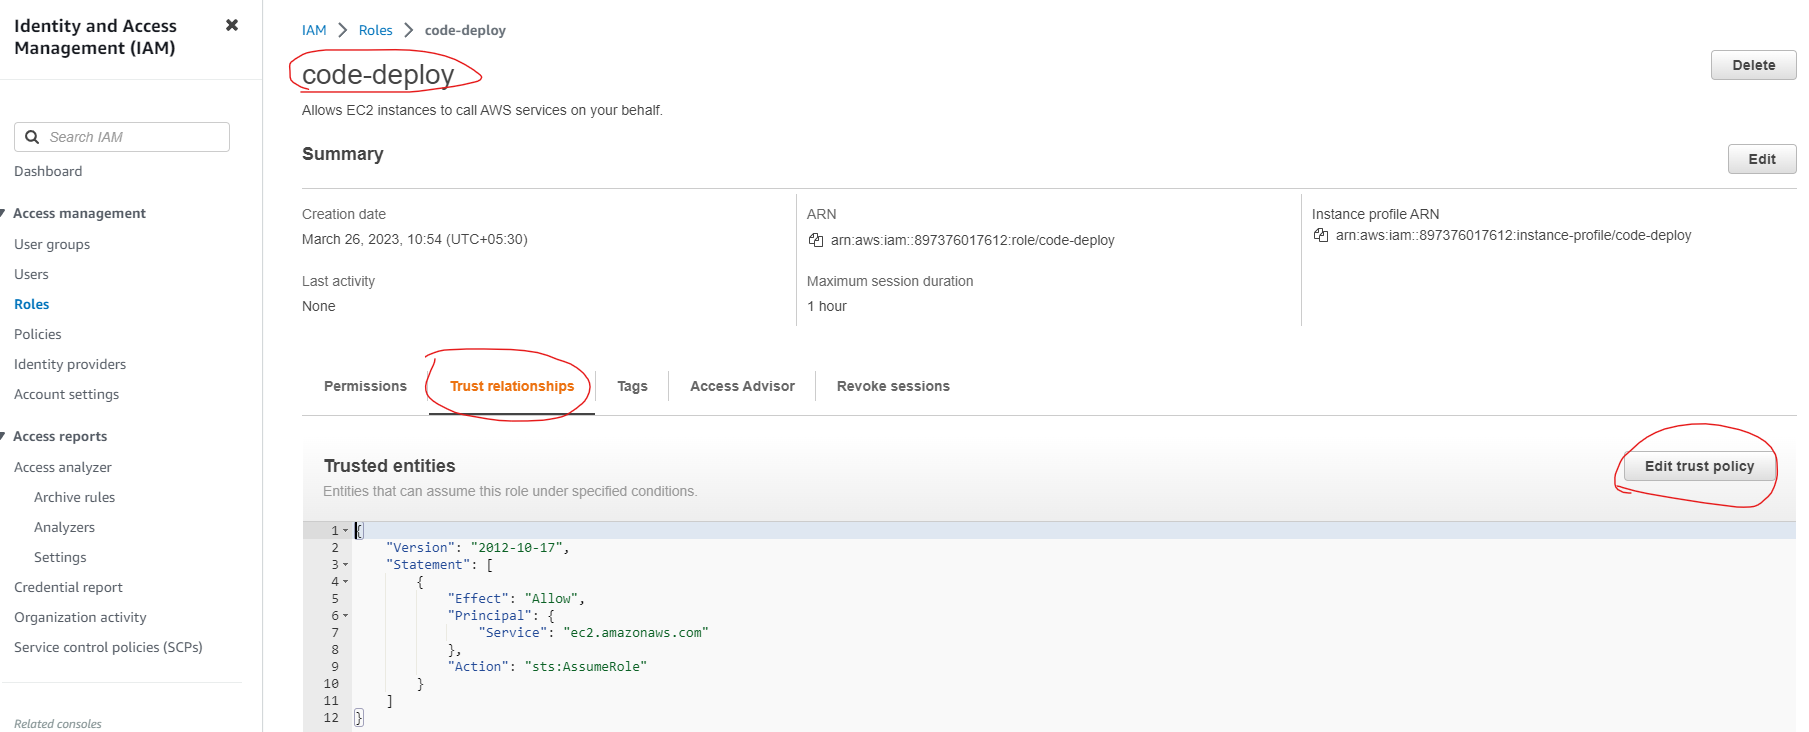 Identity and Access
Management (IAM)
Search IAM
Dashboard
Access management
User groups
Users
Roles
Policies
Identity providers
Account settings
Access reports
Access analyzer
Archive rules
Analyzers
Settings
Credential report
Organization activity
Service control policies (SCPs)
Related consoles
IAM > Roles > code-deploy
code-deploy
Delete
Allows EC2 instances to call AWS services on your behalf.
Summary
Edit
Creation date
March 26, 2023, 10:54 (UTC+05:30)
Last activity
None
ARN
arn:aws:iam::897376017612:role/code-deploy
Maximum session duration
1 hour
Instance profile ARN
arn:aws:iam::897376017612:instance-profile/code-deploy
Permissions Trust relationships Tags Access Advisor Revoke sessions
Trusted entities
Edit trust policy
Entities that can assume this role under specified conditions.
1 {
2 "Version": "2012-10-17",
3 "Statement": [
4 {
5 "Effect": "Allow",
6 "Principal": {
7 "Service": "ec2.amazonaws.com"
8 },
9 "Action": "sts:AssumeRole"
10 }
11 ]
12 }